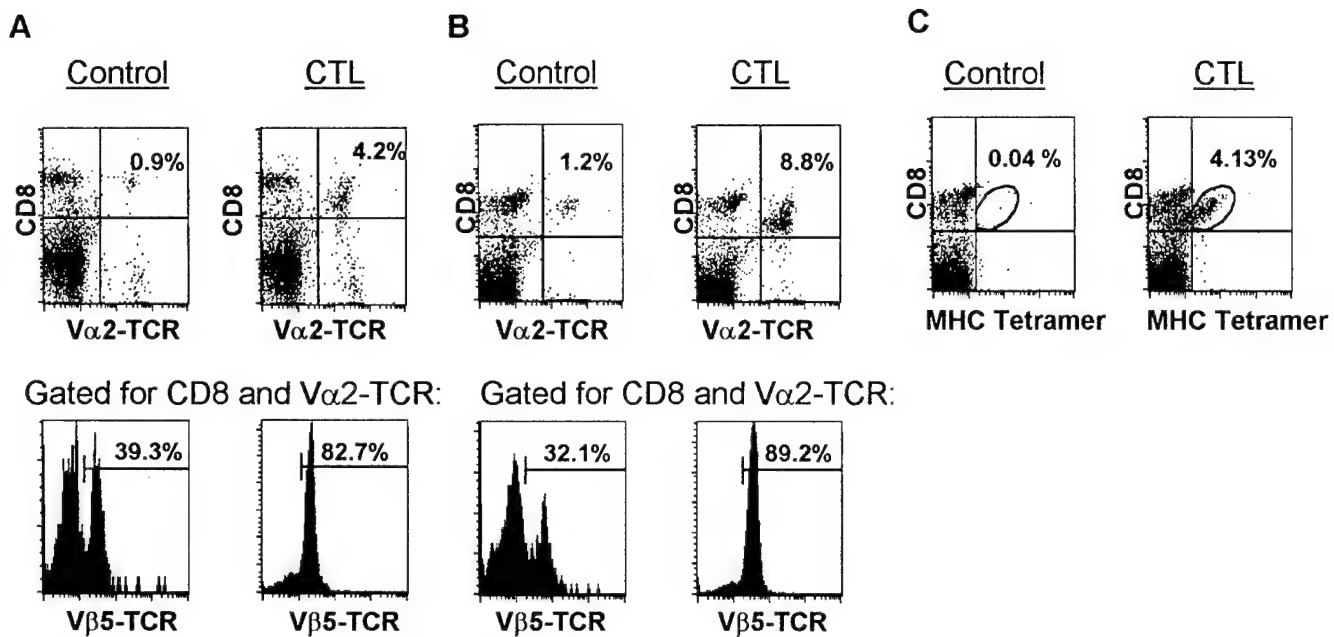 A
B
C
Control
CTL
Control
CTL
Control
CTL
0.9%
4.2%
1.2%
8.8%
0.04 %
4.13%
CD8
CD8
CD8
CD8
CD8
CD8
Vα2-TCR
Vα2-TCR
Vα2-TCR
Vα2-TCR
MHC Tetramer
MHC Tetramer
Gated for CD8 and Vα2-TCR:
Gated for CD8 and Vα2-TCR:
39.3%
82.7%
32.1%
89.2%
Vβ5-TCR
Vβ5-TCR
Vβ5-TCR
Vβ5-TCR